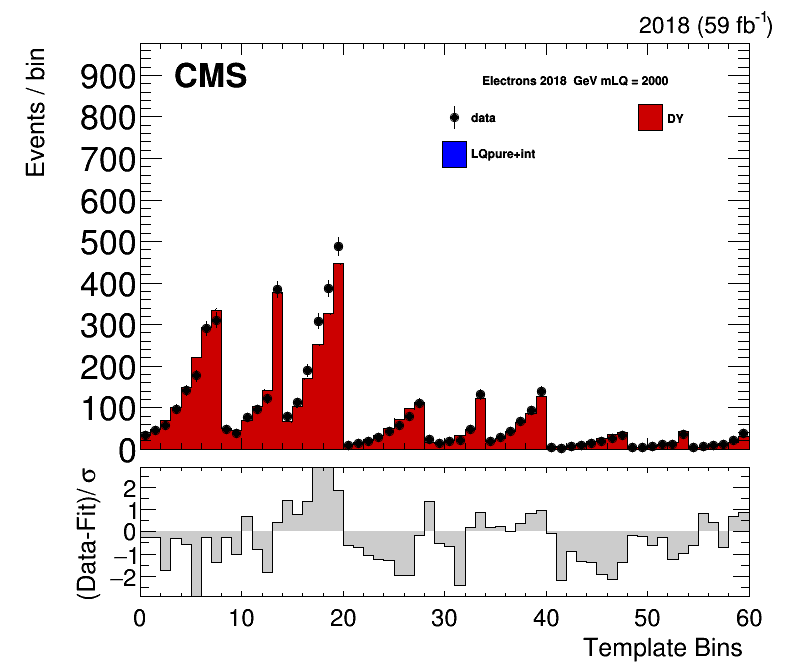 2018 (59 fb-1)
CMS
Electrons 2018 GeV mLQ = 2000
data
DY
LQpure+int
Events / bin
900
800
700
600
500
400
300
200
100
0
(Data-Fit)/ σ
2
1
0
−1
−2
0 10 20 30 40 50 60
Template Bins